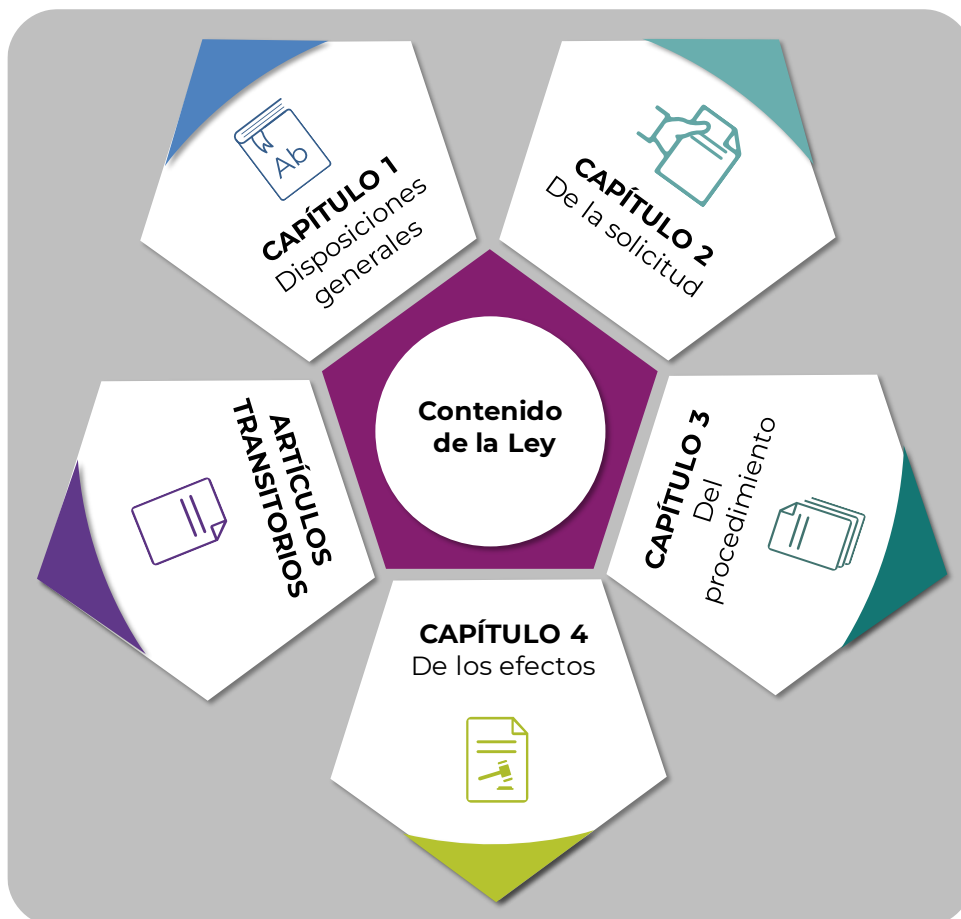 Contenido
de la Ley
Ab
CAPÍTULO 1
Disposiciones
generales
CAPÍTULO 2
De la solicitud
CAPÍTULO 3
Del
procedimiento
CAPÍTULO 4
De los efectos
ARTÍCULOS
TRANSITORIOS